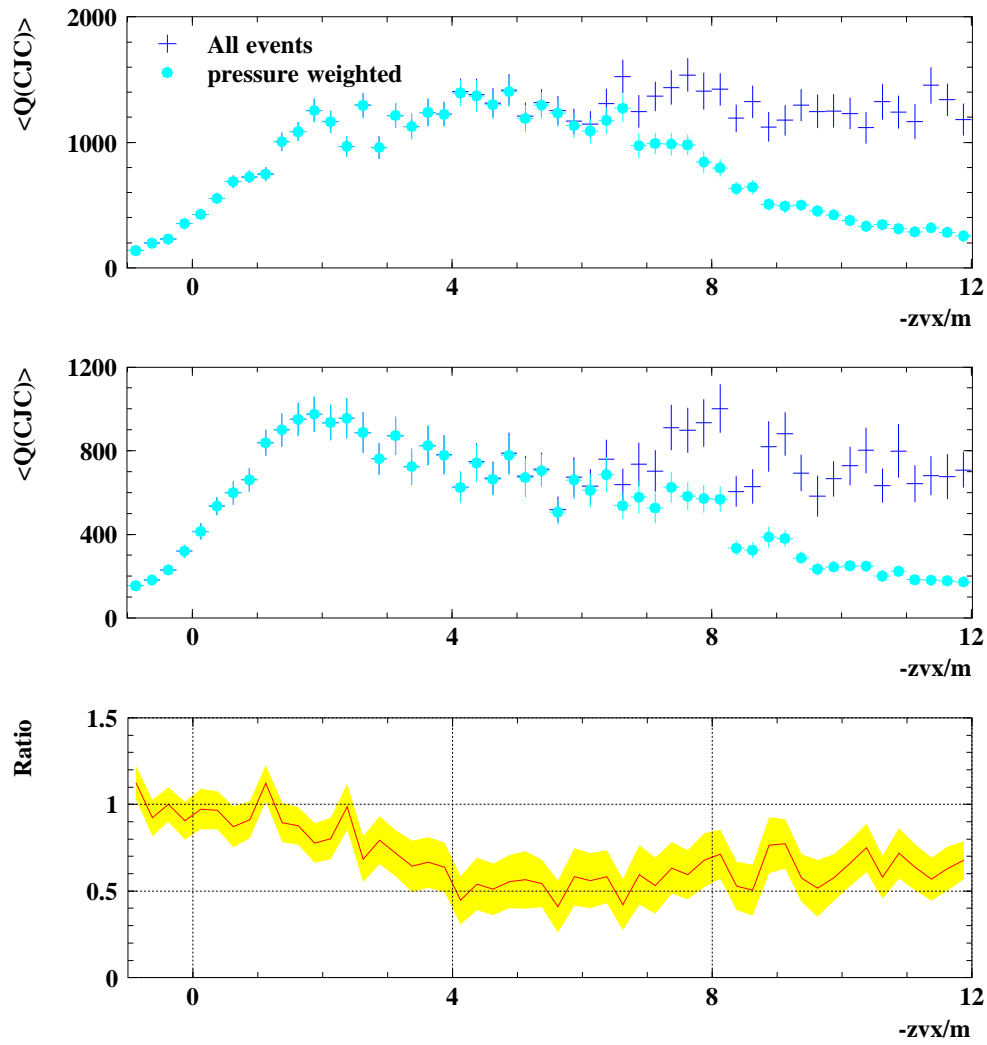 <Q(CJC)>
2000
1000
0
All events
pressure weighted
0 4 8 12
-zvx/m
<Q(CJC)>
1200
800
400
0
0 4 8 12
-zvx/m
Ratio
1.5
1
0.5
0
0 4 8 12
-zvx/m